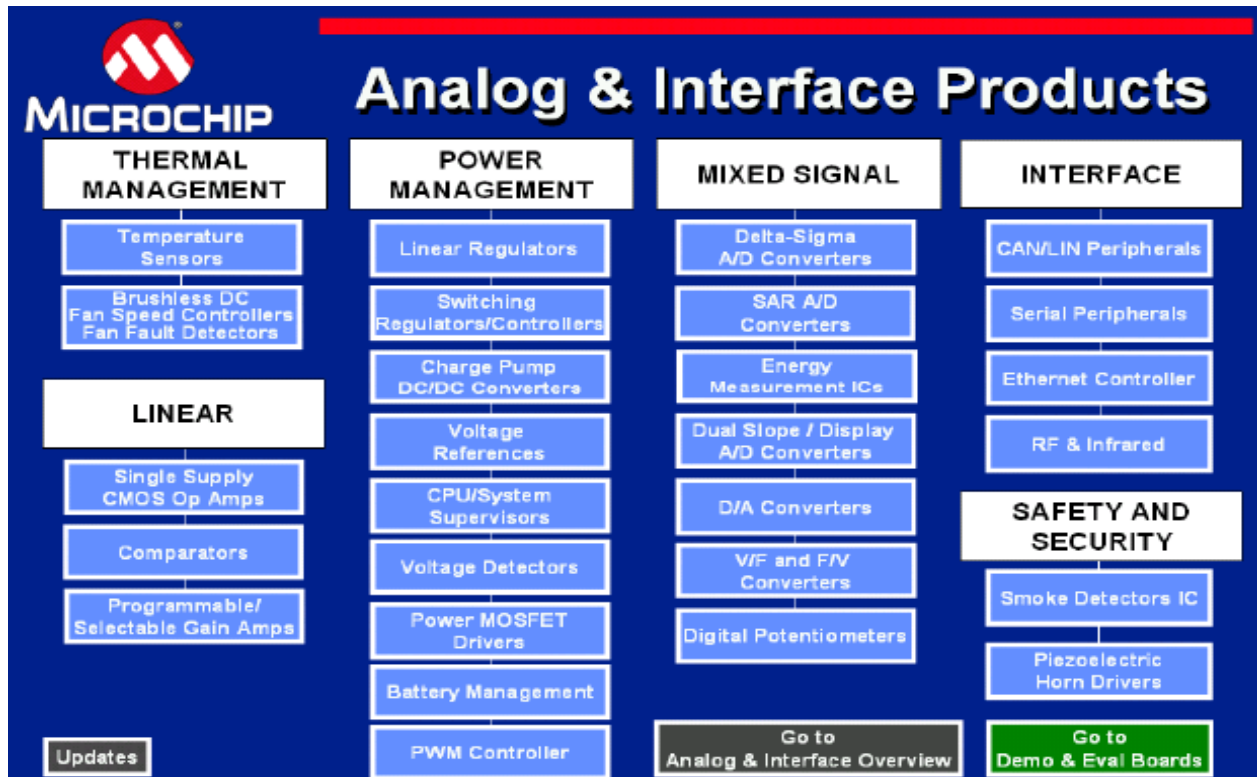 MICROCHIP
Analog & Interface Products
THERMAL
MANAGEMENT
Temperature
Sensors
Brushless DC
Fan Speed Controllers
Fan Fault Detectors
LINEAR
Single Supply
CMOS Op Amps
Comparators
Programmable/
Selectable Gain Amps
Updates
POWER
MANAGEMENT
Linear Regulators
Switching
Regulators/Controllers
Charge Pump
DC/DC Converters
Voltage
References
CPU/System
Supervisors
Voltage Detectors
Power MOSFET
Drivers
Battery Management
PWM Controller
MIXED SIGNAL
Delta-Sigma
A/D Converters
SAR A/D
Converters
Energy
Measurement ICs
Dual Slope / Display
A/D Converters
D/A Converters
V/F and F/V
Converters
Digital Potentiometers
Go to
Analog & Interface Overview
INTERFACE
CAN/LIN Peripherals
Serial Peripherals
Ethernet Controller
RF & Infrared
SAFETY AND
SECURITY
Smoke Detectors IC
Piezoelectric
Horn Drivers
Go to
Demo & Eval Boards